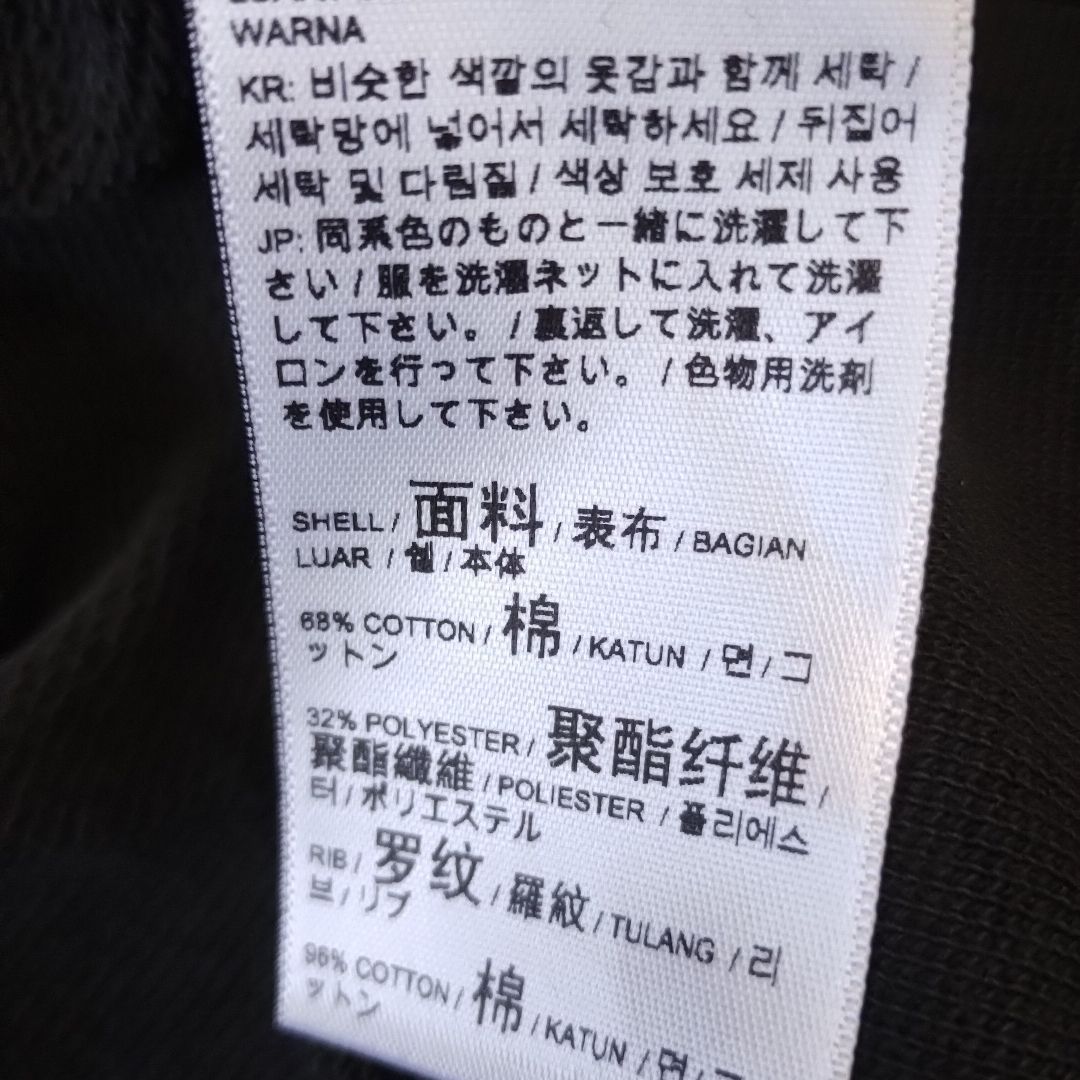 WARNA
KR: 비슷한 색깔의 옷감과 함께 세탁 /
세탁망에 넣어서 세탁하세요 / 뒤집어
세탁 및 다림질 / 색상 보호 세제 사용
JP: 同系色のものと一緒に洗濯して下
さい / 服を洗濯ネットに入れて洗濯
して下さい。 / 裏返して洗濯、アイ
ロンを行って下さい。 / 色物用洗剤
を使用して下さい。
SHELL / 面料 / 表布 / BAGIAN
LUAR / 쉘 / 本体
68% COTTON / 棉 / KATUN / 면 / コ
ットン
32% POLYESTER / 聚酯纤维 /
聚酯纖維 / POLIESTER / 폴리에스
터 / ポリエステル
RIB / 罗纹 / 羅紋 / TULANG / 리
브 / リブ
96% COTTON / 棉 / KATUN / 면 / コ
ットン